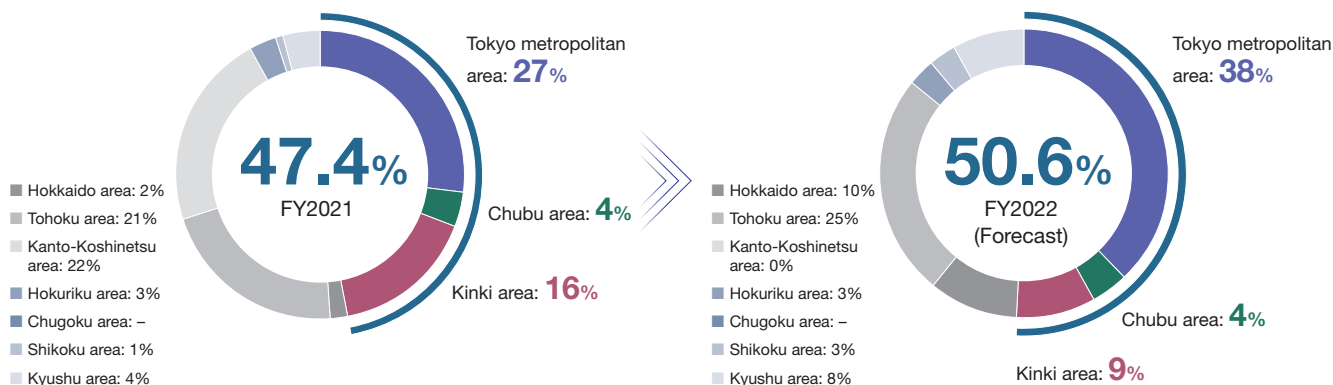 Tokyo metropolitan
area: 27%
47.4%
FY2021
Hokkaido area: 2%
Tohoku area: 21%
Kanto-Koshinetsu
area: 22%
Hokuriku area: 3%
Chugoku area: –
Shikoku area: 1%
Kyushu area: 4%
Chubu area: 4%
Kinki area: 16%
Tokyo metropolitan
area: 38%
50.6%
FY2022
(Forecast)
Hokkaido area: 10%
Tohoku area: 25%
Kanto-Koshinetsu
area: 0%
Hokuriku area: 3%
Chugoku area: –
Shikoku area: 3%
Kyushu area: 8%
Chubu area: 4%
Kinki area: 9%